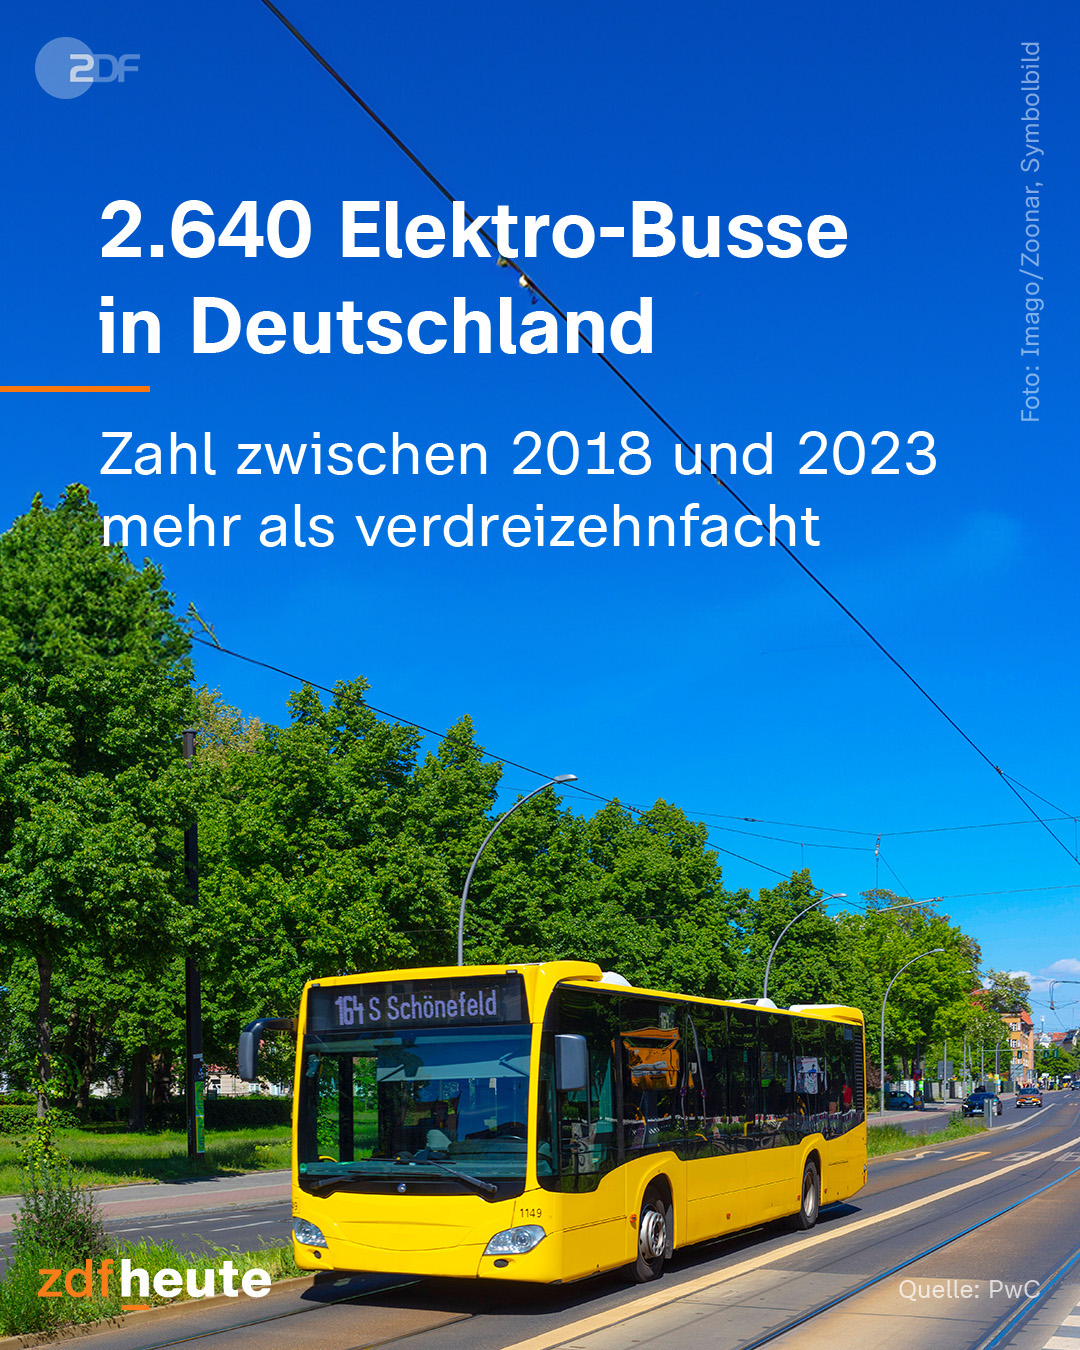 ZDF
Foto: Imago/Zoonar, Symbolbild
2.640 Elektro-Busse
in Deutschland
Zahl zwischen 2018 und 2023
mehr als verdreizehnfacht
164 S Schönefeld
1149
zdfheute
Quelle: PwC